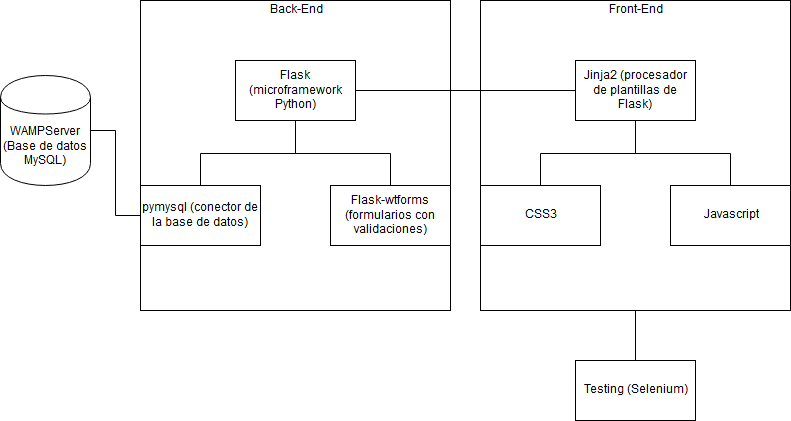 Back-End
Front-End
Flask
(microframework
Python)
Jinja2 (procesador
de plantillas de
Flask)
WAMPServer
(Base de datos
MySQL)
pymysql (conector de
la base de datos)
Flask-wtforms
(formularios con
validaciones)
CSS3
Javascript
Testing (Selenium)